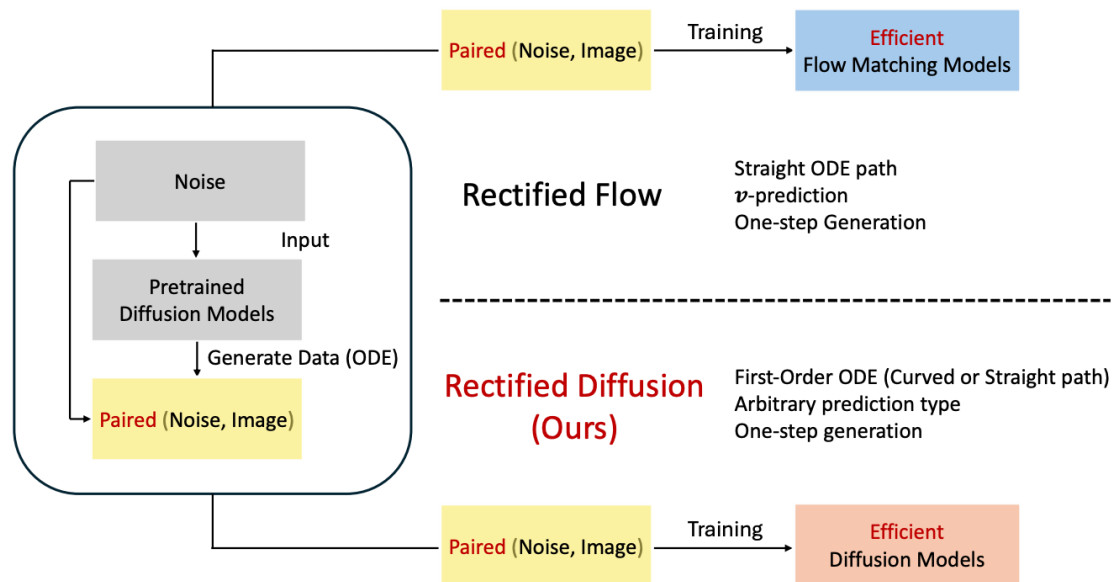 Paired (Noise, Image)
Training
Efficient
Flow Matching Models
Noise
Input
Pretrained
Diffusion Models
Generate Data (ODE)
Paired (Noise, Image)
Rectified Flow
Straight ODE path
v-prediction
One-step Generation
Rectified Diffusion
(Ours)
First-Order ODE (Curved or Straight path)
Arbitrary prediction type
One-step generation
Paired (Noise, Image)
Training
Efficient
Diffusion Models